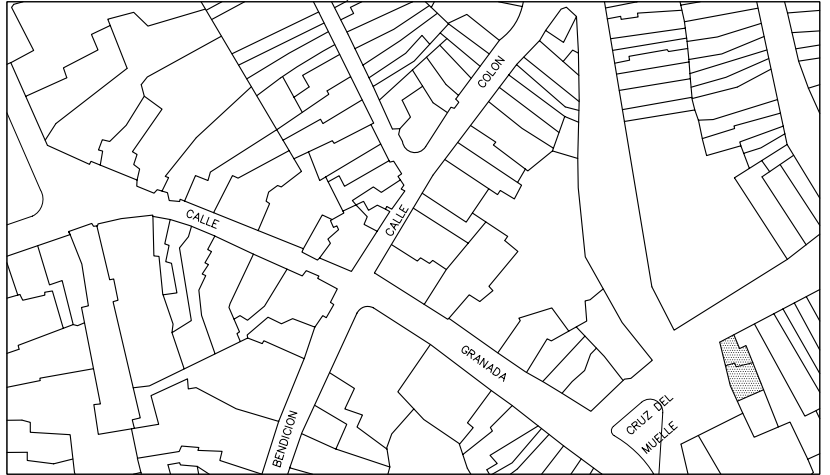 COLON
CALLE
CALLE
GRANADA
CRUZ DEL
MUELLE
BENDICION